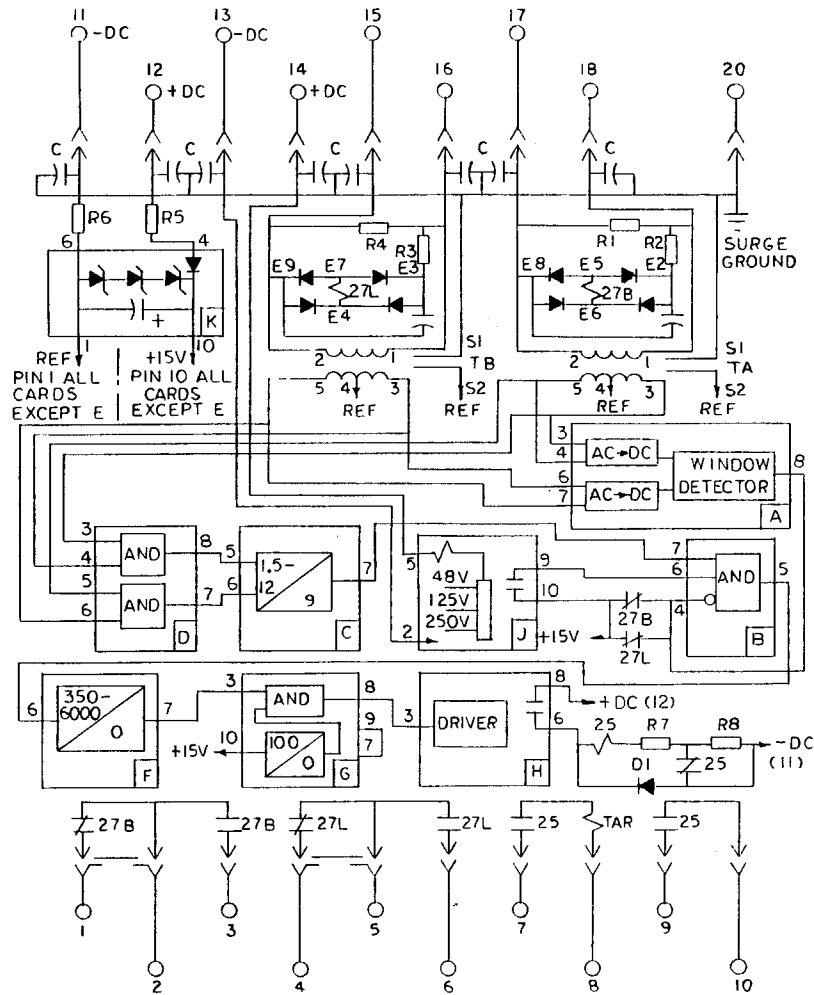 11
-DC
13
-DC
15
17
12
+DC
14
+DC
16
18
20
C
C
C
C
C
R6
R5
6
4
+
K
1
10
REF
PIN 1 ALL
CARDS
EXCEPT E
+15V
PIN 10 ALL
CARDS
EXCEPT E
R4
R3
E3
E9
E7
27L
E4
2
1
5
4
3
REF
S1
TB
S2
REF
R1
R2
E2
E8
E5
27B
E6
2
1
5
4
3
REF
S1
TA
S2
REF
SURGE
GROUND
3
4
AC→DC
6
7
AC→DC
WINDOW
DETECTOR
8
A
3
4
AND
8
5
6
AND
7
D
5
6
1.5-
12
9
7
C
5
48V
125V
250V
2
9
10
J
+15V
27B
27L
7
6
4
AND
5
B
6
350-
6000
0
7
F
3
AND
8
9
7
+15V
10
100
0
G
3
DRIVER
8
6
H
+DC (12)
25
R7
R8
-DC
(11)
D1
25
27B
27B
27L
27L
25
TAR
25
1
2
3
4
5
6
7
8
9
10